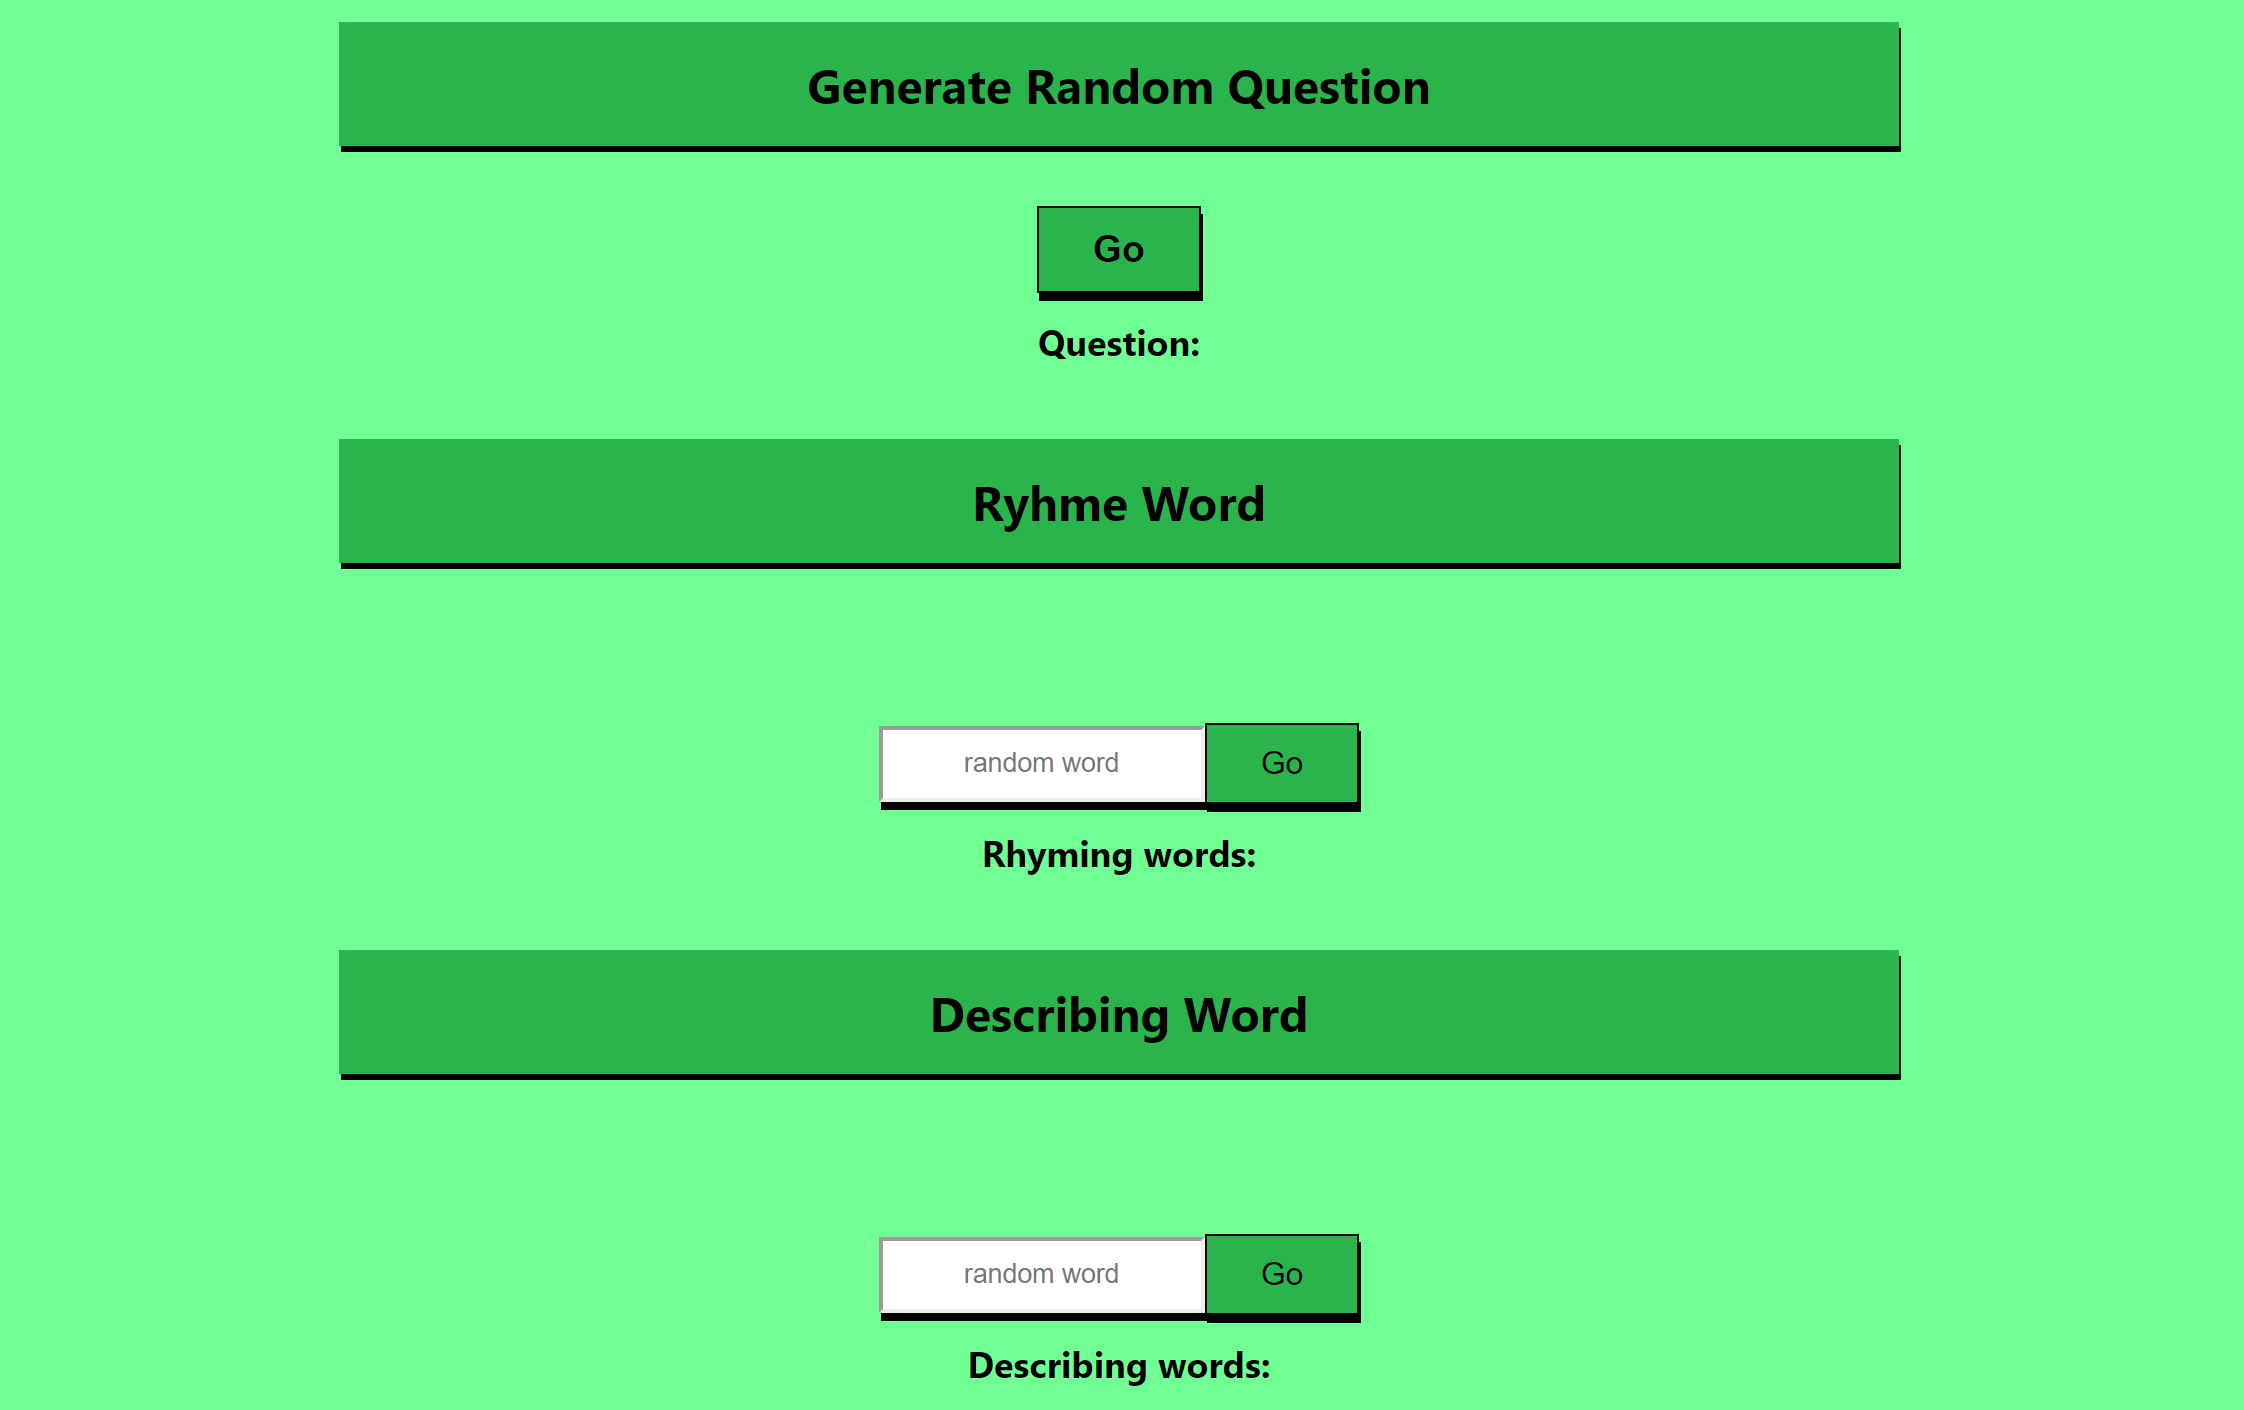 Generate Random Question
Go
Question:
Ryhme Word
random word Go
Rhyming words:
Describing Word
random word Go
Describing words: